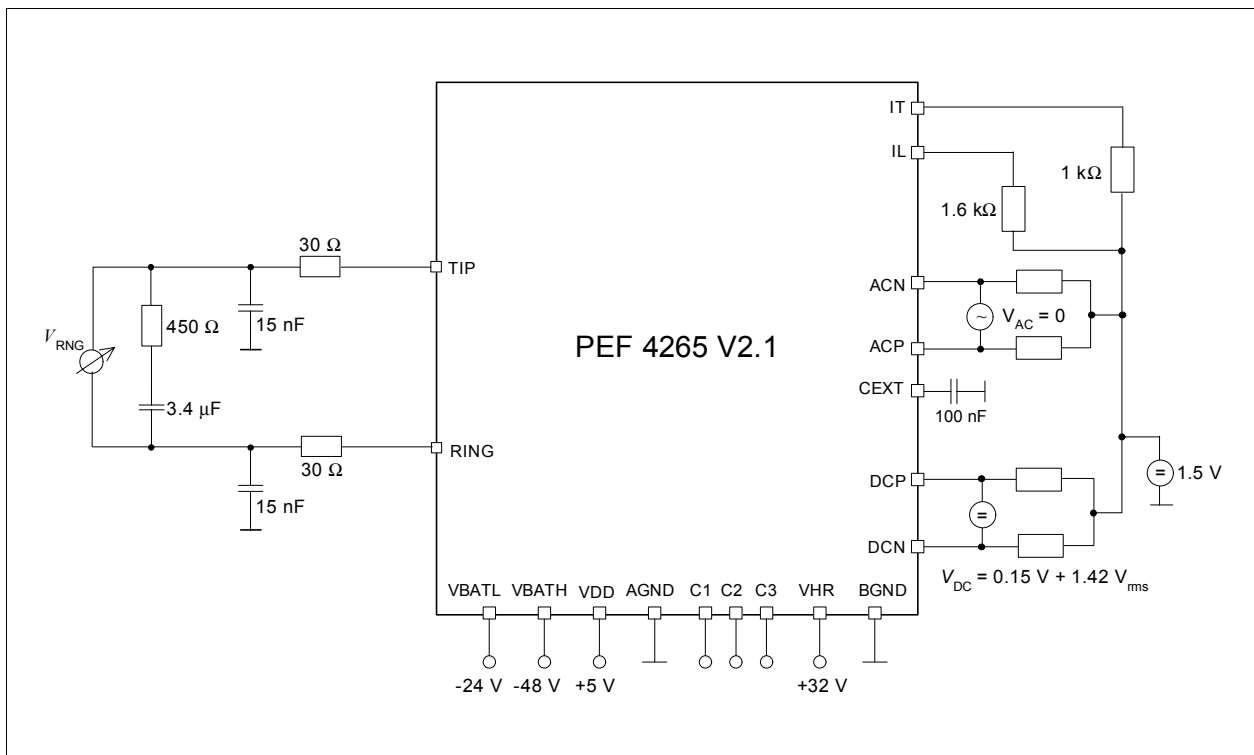 IT
IL
1 kΩ
1.6 kΩ
30 Ω
TIP
ACN
450 Ω
15 nF
V_AC = 0
V_RNG
PEF 4265 V2.1
ACP
CEXT
3.4 µF
100 nF
RING
30 Ω
DCP
1.5 V
15 nF
DCN
V_DC = 0.15 V + 1.42 V_rms
VBATL VBATH VDD AGND C1 C2 C3 VHR BGND
-24 V -48 V +5 V +32 V